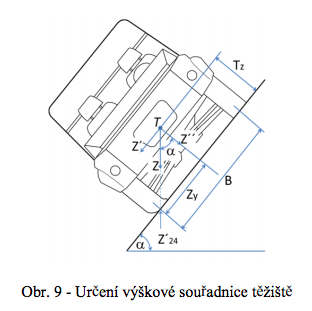 Tz
T
Z´ Z´´
Z α
B
Zy
Z´24
α
Obr. 9 - Určení výškové souřadnice těžiště